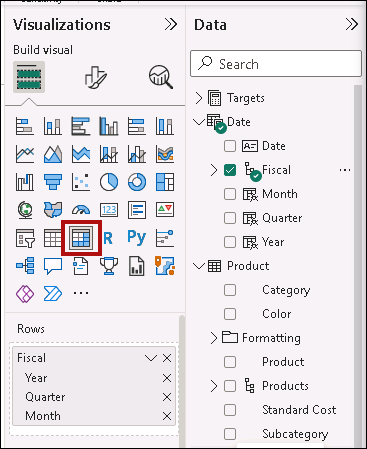 Visualizations
Build visual
123
R
Py
Rows
Fiscal
Year
Quarter
Month
Data
Search
Targets
Date
Date
Fiscal
Month
Quarter
Year
Product
Category
Color
Formatting
Product
Products
Standard Cost
Subcategory